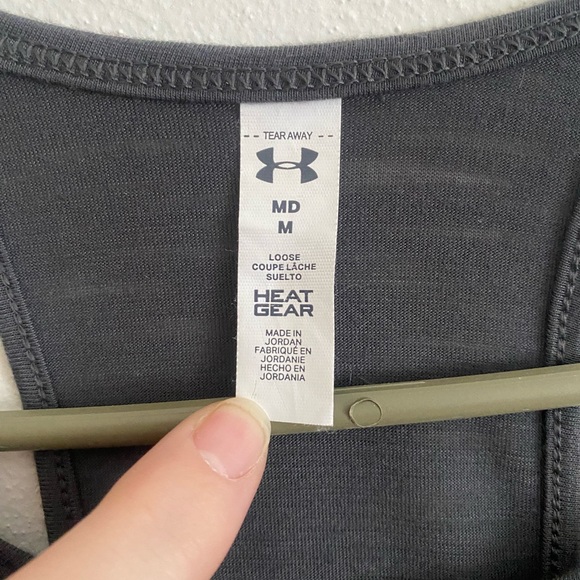 -- TEAR AWAY --
MD
M
LOOSE
COUPE LÂCHE
SUELTO
HEAT
GEAR
MADE IN
JORDAN
FABRIQUÉ EN
JORDANIE
HECHO EN
JORDANIA